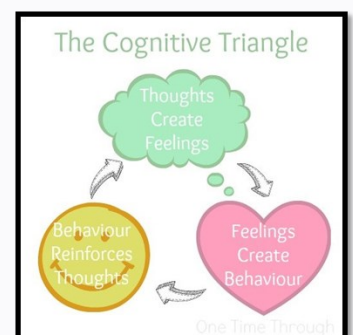 The Cognitive Triangle
Thoughts
Create
Feelings
Behaviour
Reinforces
Thoughts
Feelings
Create
Behaviour
One Time Through